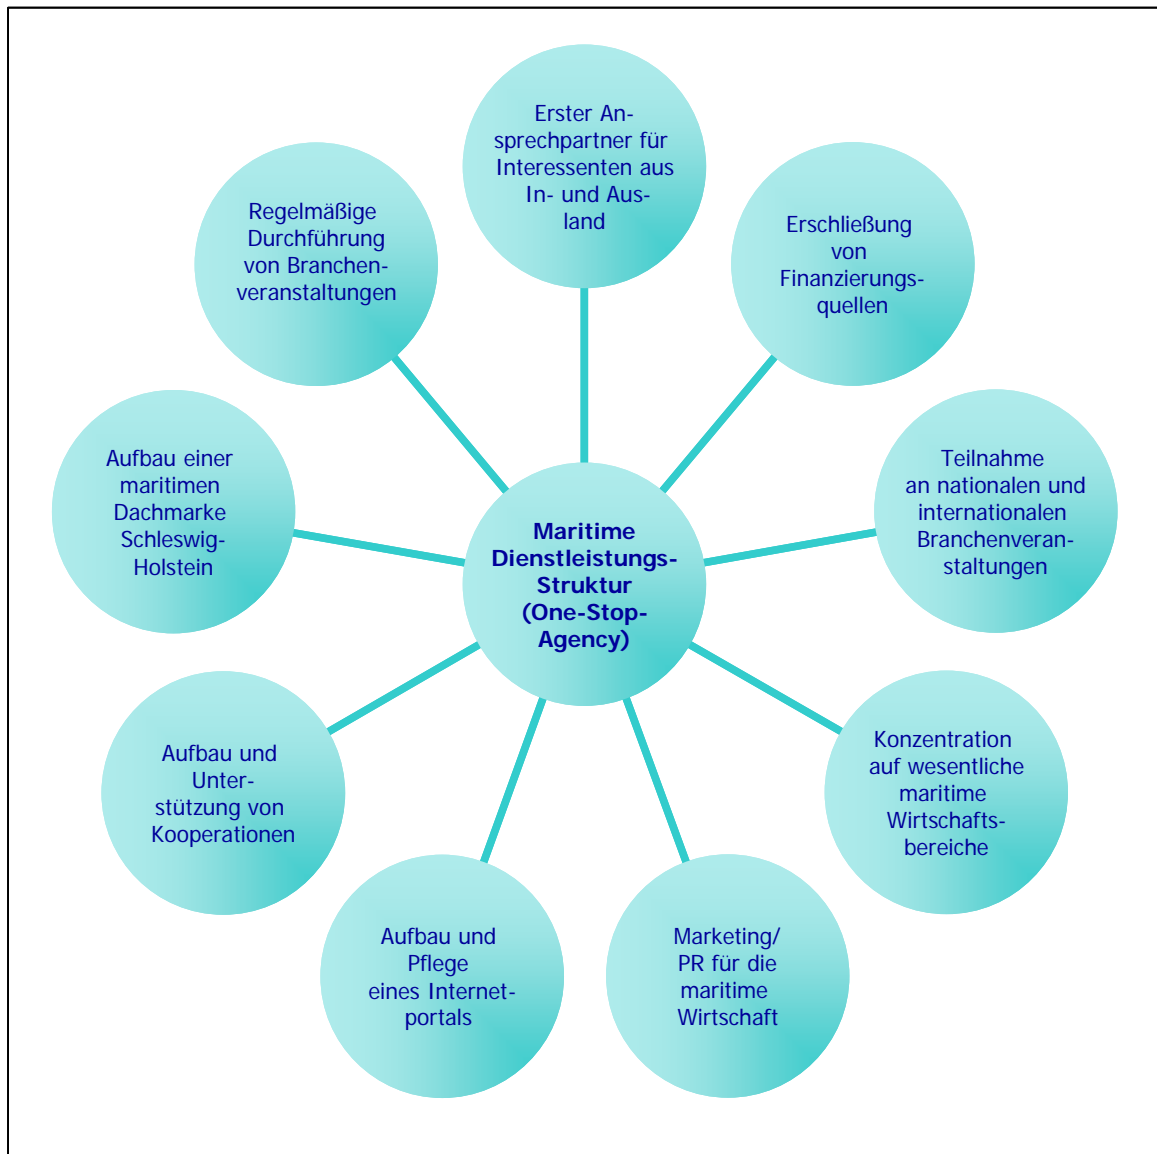 Erster An-
sprechpartner für
Interessenten aus
In- und Aus-
land
Erschließung
von
Finanzierungs-
quellen
Teilnahme
an nationalen und
internationalen
Branchenveran-
staltungen
Konzentration
auf wesentliche
maritime
Wirtschafts-
bereiche
Marketing/
PR für die
maritime
Wirtschaft
Aufbau und
Pflege
eines Internet-
portals
Aufbau und
Unter-
stützung von
Kooperationen
Aufbau einer
maritimen
Dachmarke
Schleswig-
Holstein
Regelmäßige
Durchführung
von Branchen-
veranstaltungen
Maritime
Dienstleistungs-
Struktur
(One-Stop-
Agency)